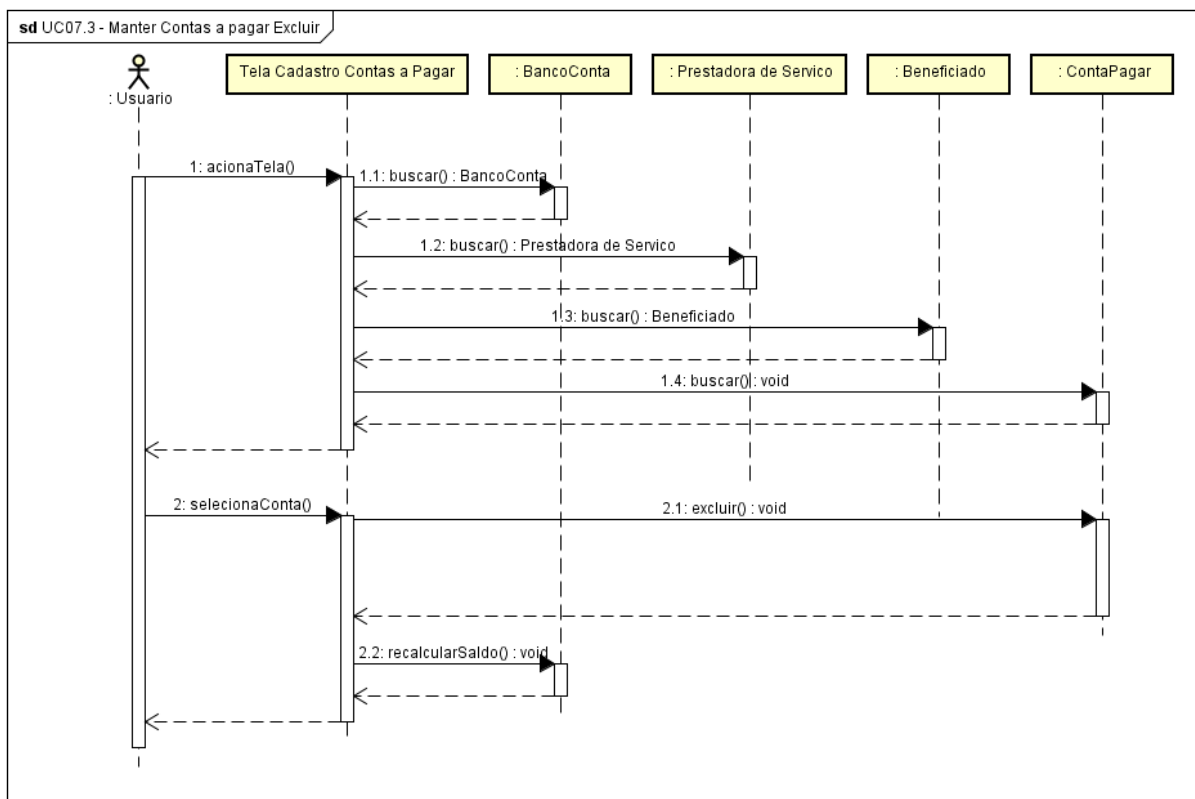 sd UC07.3 - Manter Contas a pagar Excluir
: Usuario
Tela Cadastro Contas a Pagar
: BancoConta
: Prestadora de Servico
: Beneficiado
: ContaPagar
1: acionaTela()
1.1: buscar() : BancoConta
1.2: buscar() : Prestadora de Servico
1.3: buscar() : Beneficiado
1.4: buscar() : void
2: selecionaConta()
2.1: excluir() : void
2.2: recalcularSaldo() : void